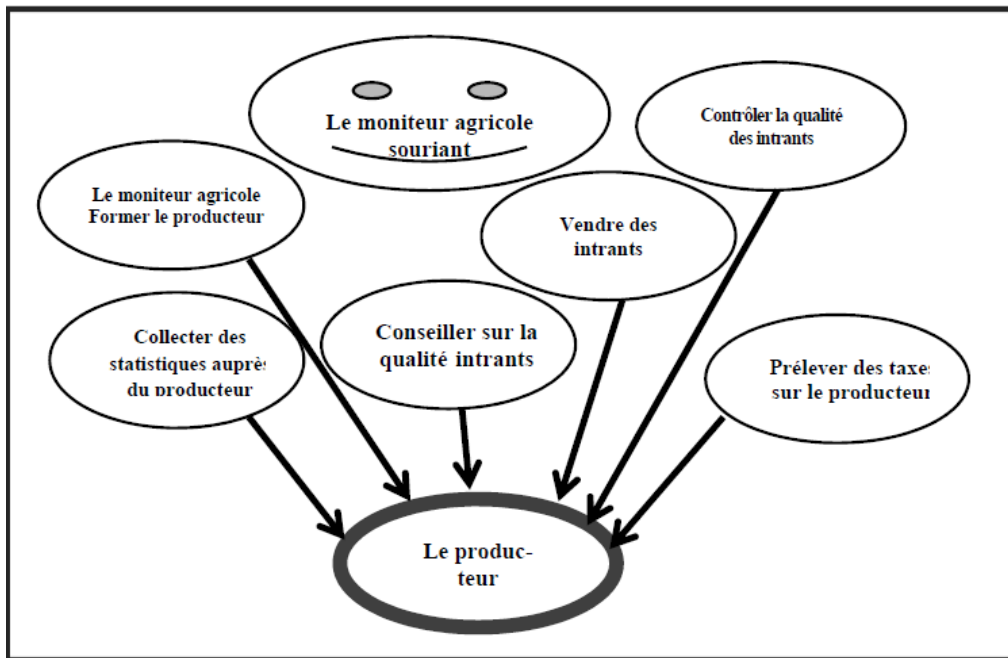 Le moniteur agricole
souriant
Contrôler la qualité
des intrants
Le moniteur agricole
Former le producteur
Vendre des
intrants
Collecter des
statistiques auprès
du producteur
Conseiller sur la
qualité intrants
Prélever des taxes
sur le producteur
Le produc-
teur